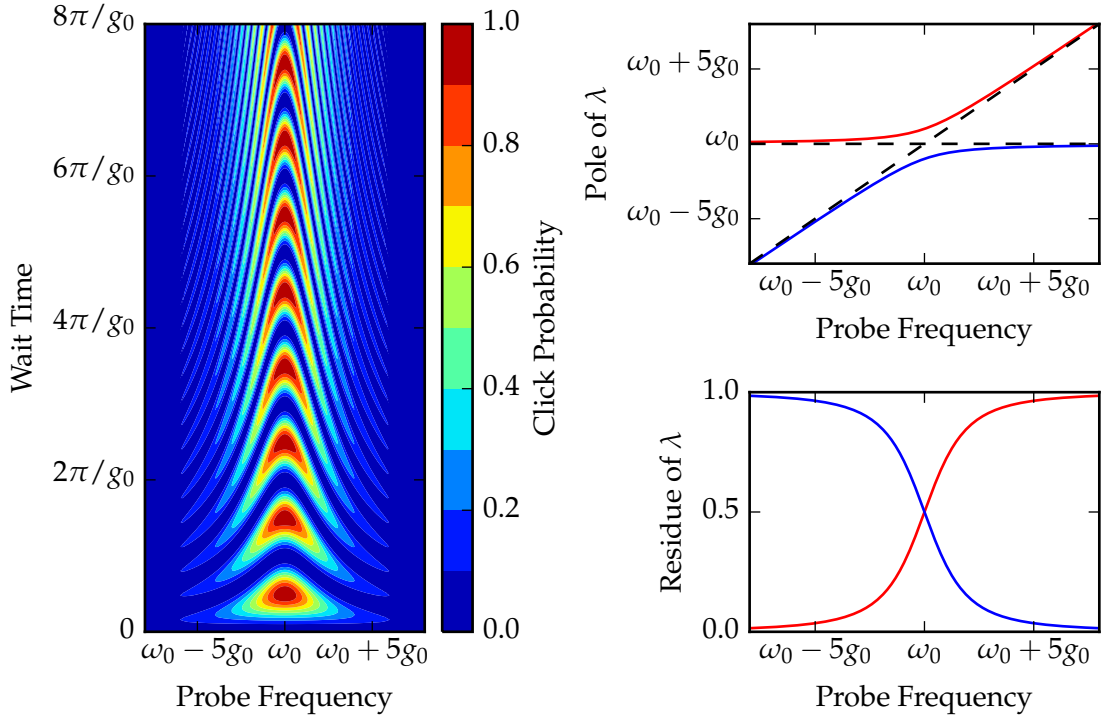 8π/g₀
6π/g₀
4π/g₀
2π/g₀
0
Wait Time
ω₀ − 5g₀ ω₀ ω₀ + 5g₀
Probe Frequency
1.0
0.8
0.6
0.4
0.2
0.0
Click Probability
ω₀ + 5g₀
ω₀
ω₀ − 5g₀
Pole of λ
ω₀ − 5g₀ ω₀ ω₀ + 5g₀
Probe Frequency
1.0
0.5
0.0
Residue of λ
ω₀ − 5g₀ ω₀ ω₀ + 5g₀
Probe Frequency